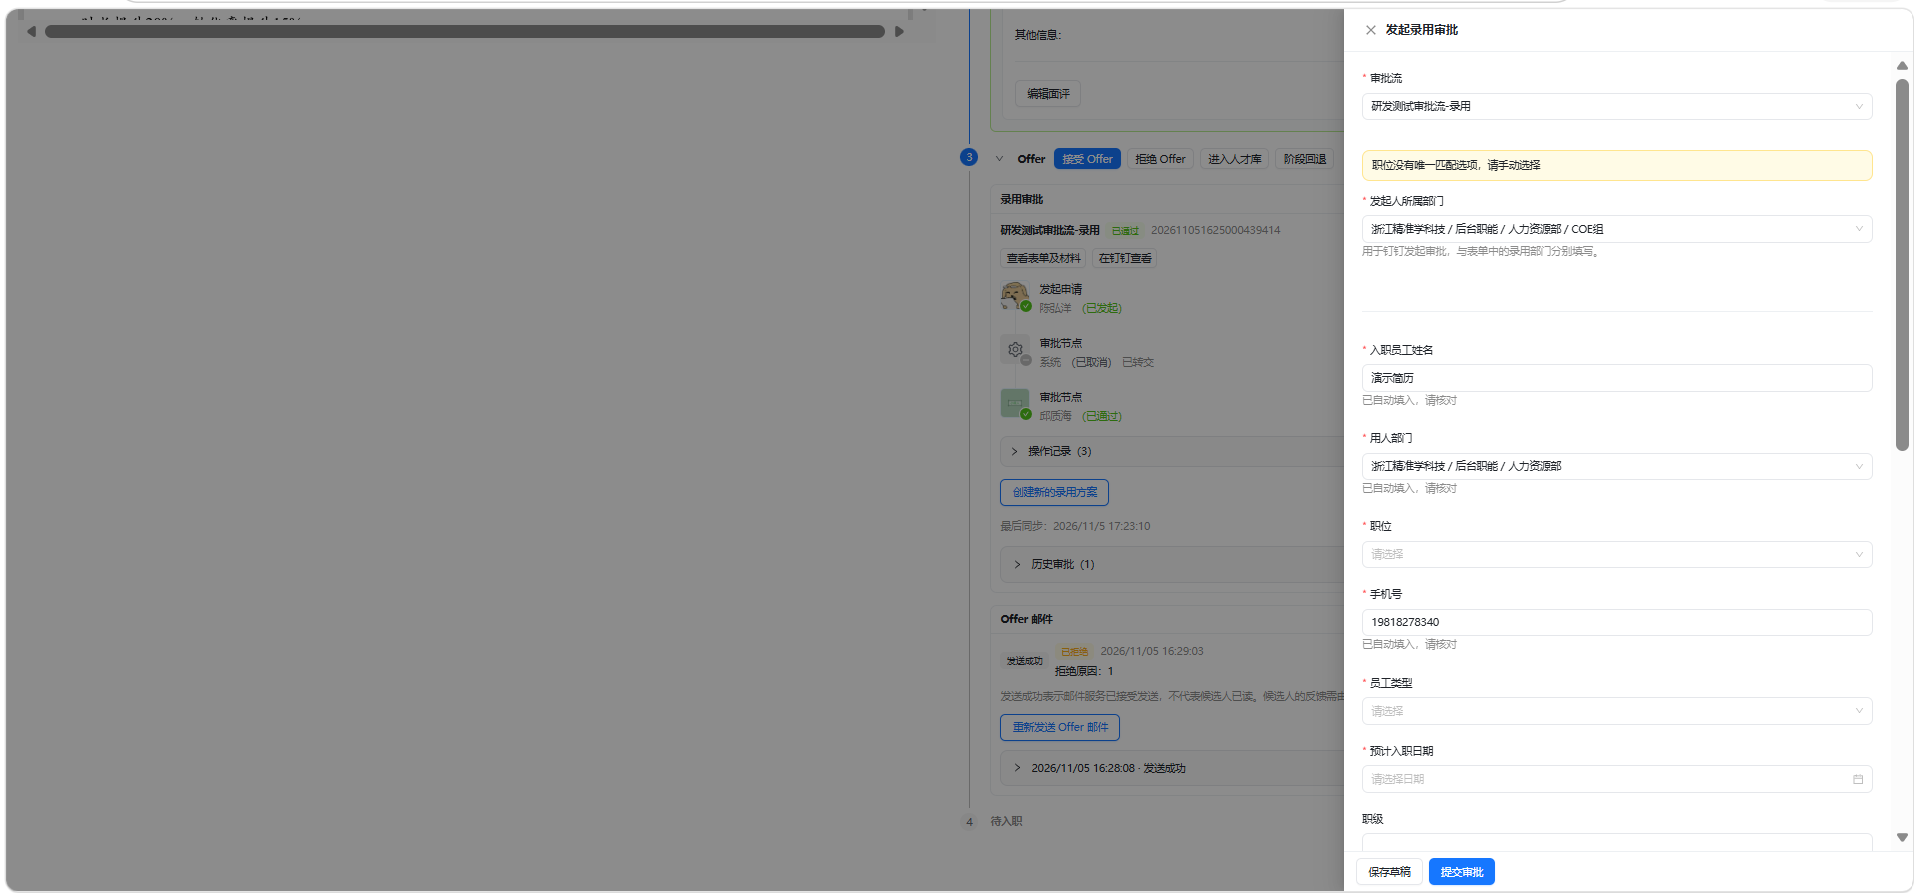 其他信息:
编辑面评
3
Offer 接受 Offer 拒绝 Offer 进入人才库 阶段回退
录用审批
研发测试审批流-录用 已通过 202611051625000439414
查看表单及材料 在钉钉查看
发起申请
陈弘洋 (已发起)
审批节点
系统 (已取消) 已转交
审批节点
邱质海 (已通过)
操作记录 (3)
创建新的录用方案
最后同步: 2026/11/5 17:23:10
历史审批 (1)
Offer 邮件
发送成功 已拒绝 2026/11/05 16:29:03
拒绝原因: 1
发送成功表示邮件服务已接受发送，不代表候选人已读。候选人的反馈需由
重新发送 Offer 邮件
2026/11/05 16:28:08 · 发送成功
4 待入职
发起录用审批
* 审批流
研发测试审批流-录用
职位没有唯一匹配选项，请手动选择
* 发起人所属部门
浙江精准学科技 / 后台职能 / 人力资源部 / COE组
用于钉钉发起审批，与表单中的录用部门分别填写。
* 入职员工姓名
演示简历
已自动填入，请核对
* 用人部门
浙江精准学科技 / 后台职能 / 人力资源部
已自动填入，请核对
* 职位
请选择
* 手机号
19818278340
已自动填入，请核对
* 员工类型
请选择
* 预计入职日期
请选择日期
职级
保存草稿 提交审批